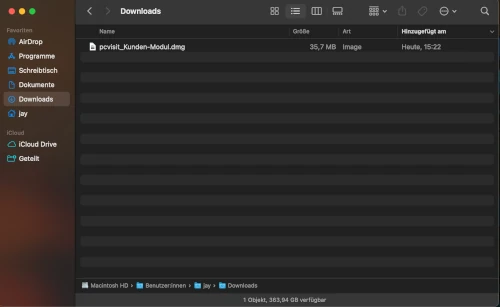 Downloads
Favoriten
AirDrop
Programme
Schreibtisch
Dokumente
Downloads
jay
iCloud
iCloud Drive
Geteilt
Name Größe Art Hinzugefügt am
pcvisit_Kunden-Modul.dmg 35,7 MB Image Heute, 15:22
Macintosh HD › Benutzer:innen › jay › Downloads
1 Objekt, 363,94 GB verfügbar